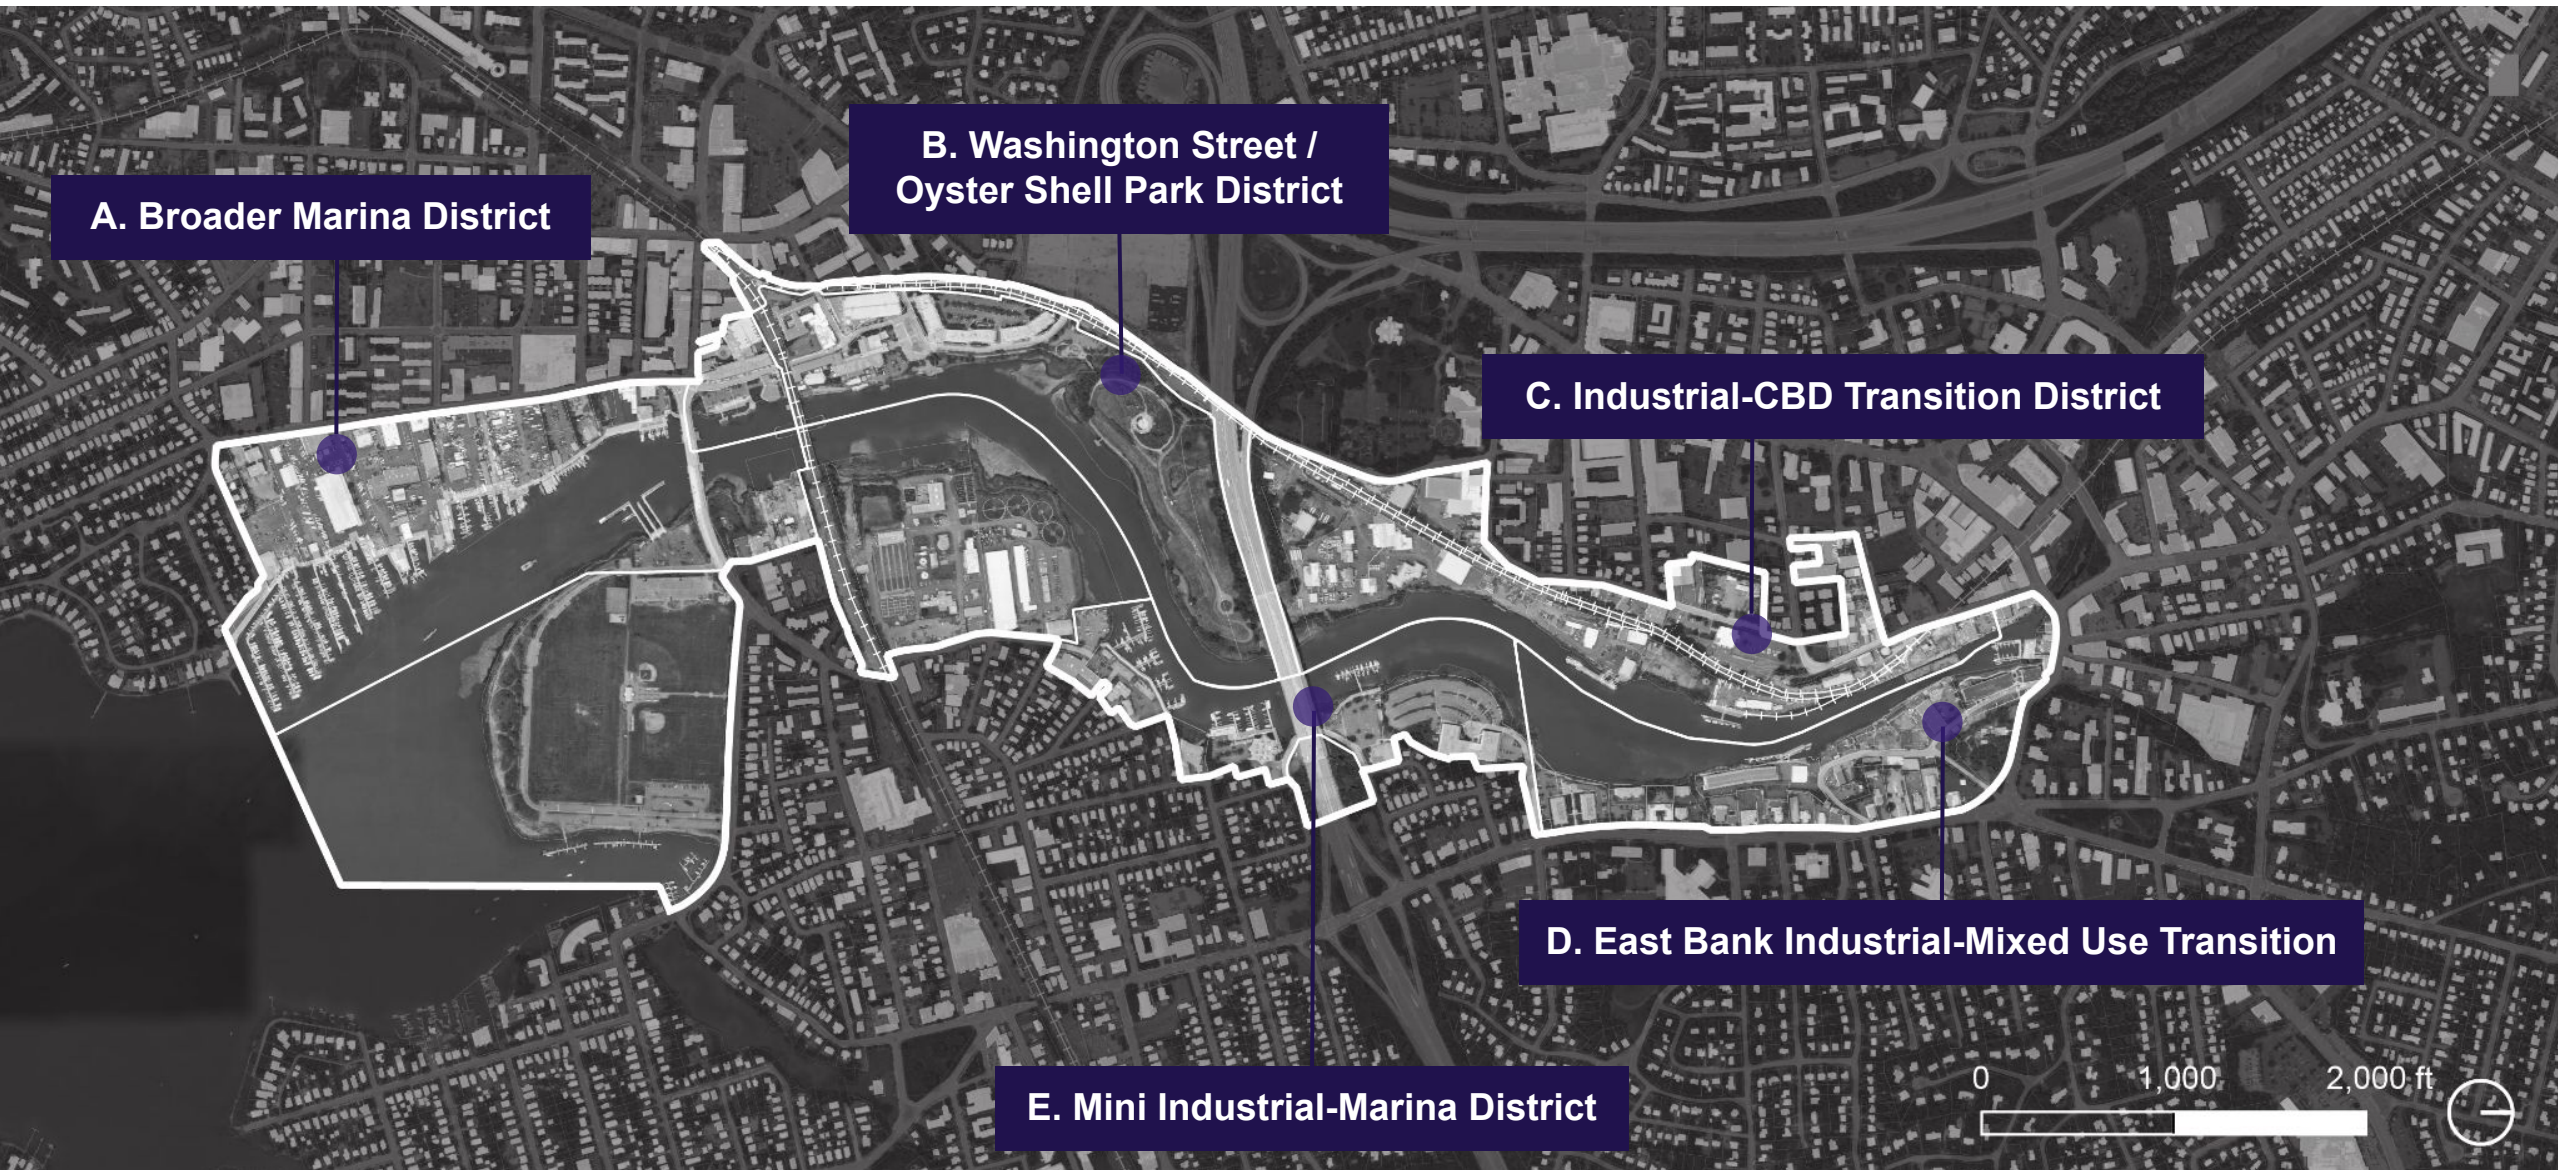 A. Broader Marina District
B. Washington Street /
Oyster Shell Park District
C. Industrial-CBD Transition District
D. East Bank Industrial-Mixed Use Transition
E. Mini Industrial-Marina District
0 1,000 2,000 ft